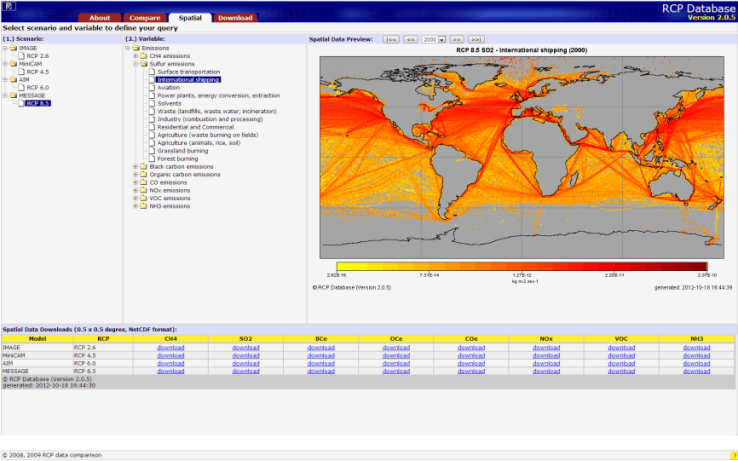 RCP Database
Version 2.0.5
About Compare Spatial Download
Select scenario and variable to define your query
(1.) Scenario:
IMAGE
RCP 2.6
MiniCAM
RCP 4.5
AIM
RCP 6.0
MESSAGE
RCP 8.5
(2.) Variable:
Emissions
CH4 emissions
Sulfur emissions
Surface transportation
International shipping
Aviation
Power plants, energy conversion, extraction
Solvents
Waste (landfills, waste water, incineration)
Industry (combustion and processing)
Residential and Commercial
Agriculture (waste burning on fields)
Agriculture (animals, rice, soil)
Grassland burning
Forest burning
Black carbon emissions
Organic carbon emissions
CO emissions
NOx emissions
VOC emissions
NH3 emissions
Spatial Data Preview: |<< << 2000 >> >>|
RCP 8.5 SO2 - International shipping (2000)
7.31e-14 1.27E-12 2.20E-11 2.37E-10
kg m-2 sec-1
© RCP Database (Version 2.0.5) generated: 2012-10-18 16:44:39
Spatial Data Downloads (0.5 x 0.5 degree, NetCDF format):
Model RCP CH4 SO2 BCe OCe COe NOx VOC NH3
IMAGE RCP 2.6 download download download download download download download download
MiniCAM RCP 4.5 download download download download download download download download
AIM RCP 6.0 download download download download download download download download
MESSAGE RCP 8.5 download download download download download download download download
© RCP Database (Version 2.0.5)
generated: 2012-10-18 16:44:30
© 2008, 2009 RCP data comparison
?